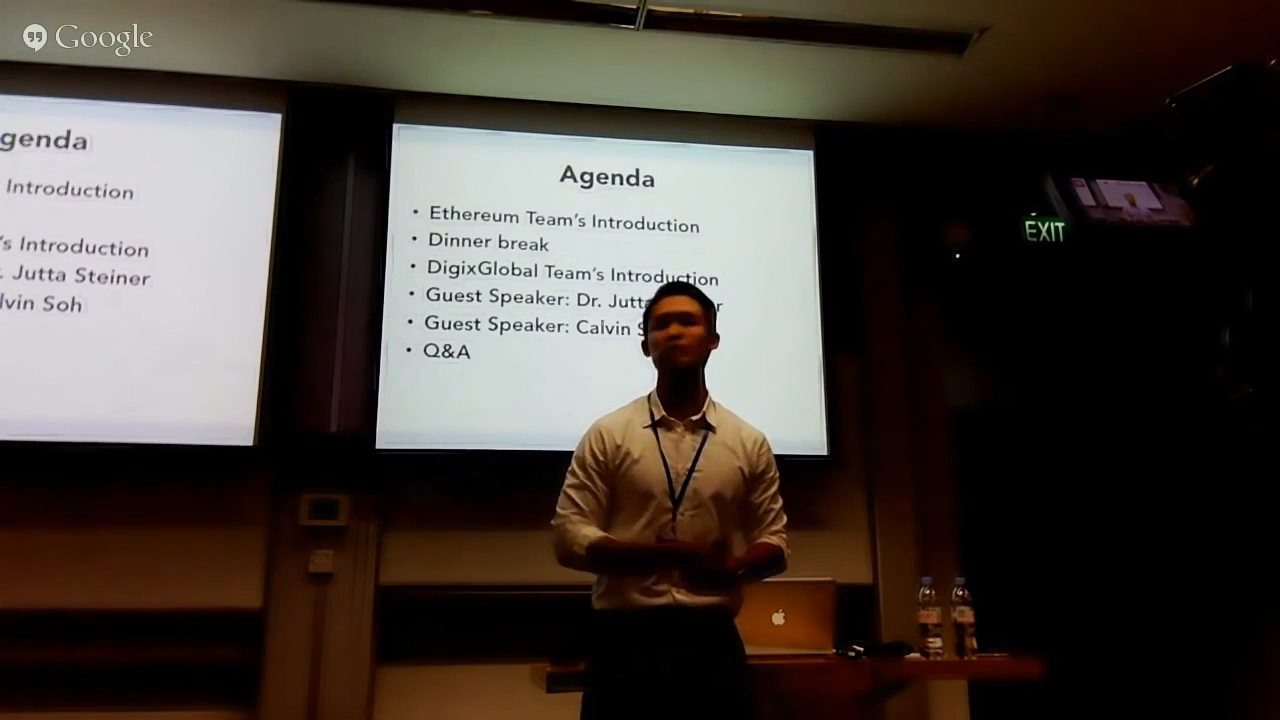 Google
genda
Introduction
's Introduction
. Jutta Steiner
lvin Soh
Agenda
• Ethereum Team's Introduction
• Dinner break
• DigixGlobal Team's Introduction
• Guest Speaker: Dr. Jutta r
• Guest Speaker: Calvin S
• Q&A
EXIT